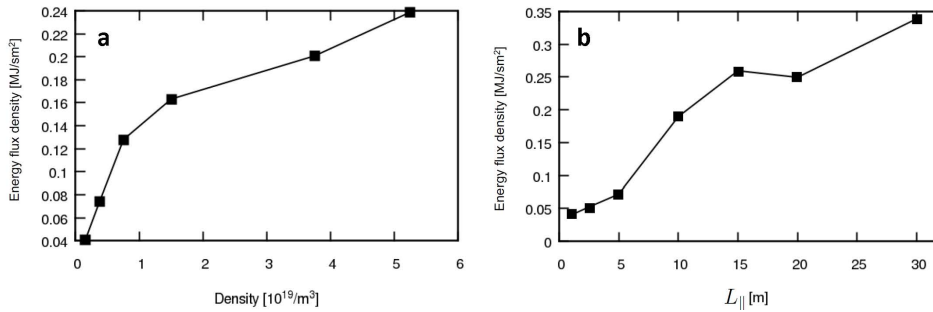 a
Energy flux density [MJ/sm²]
0.24
0.22
0.2
0.18
0.16
0.14
0.12
0.1
0.08
0.06
0.04
0 1 2 3 4 5 6
Density [10¹⁹/m³]
b
Energy flux density [MJ/sm²]
0.35
0.3
0.25
0.2
0.15
0.1
0.05
0
0 5 10 15 20 25 30
L∥ [m]